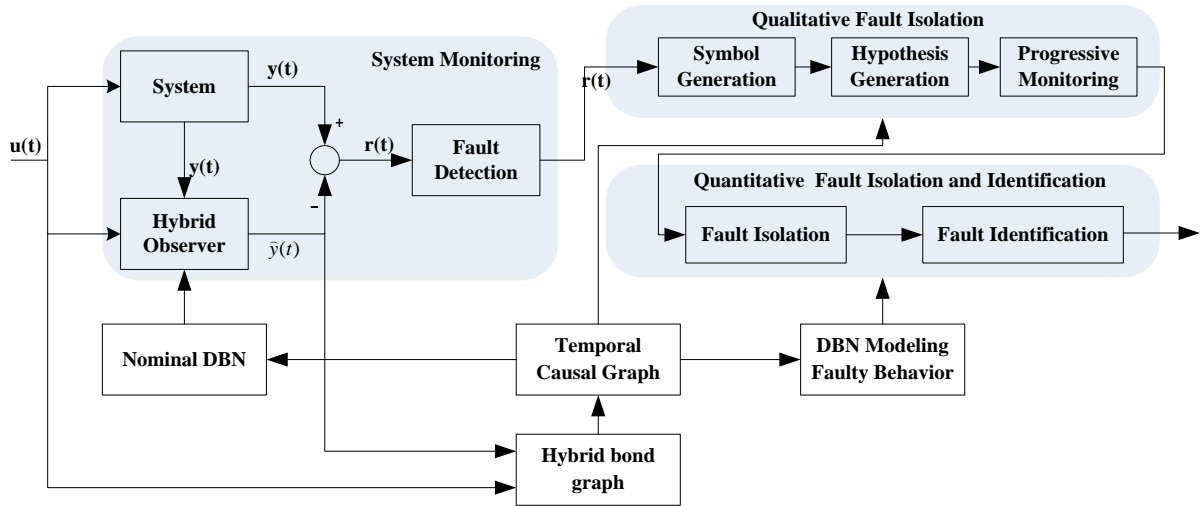 Qualitative Fault Isolation
System Monitoring
System
y(t)
Symbol
Generation
Hypothesis
Generation
Progressive
Monitoring
r(t)
u(t)
+
r(t)
Fault
Detection
y(t)
−
Hybrid
Observer
ŷ(t)
Quantitative Fault Isolation and Identification
Fault Isolation
Fault Identification
Nominal DBN
Temporal
Causal Graph
DBN Modeling
Faulty Behavior
Hybrid bond
graph